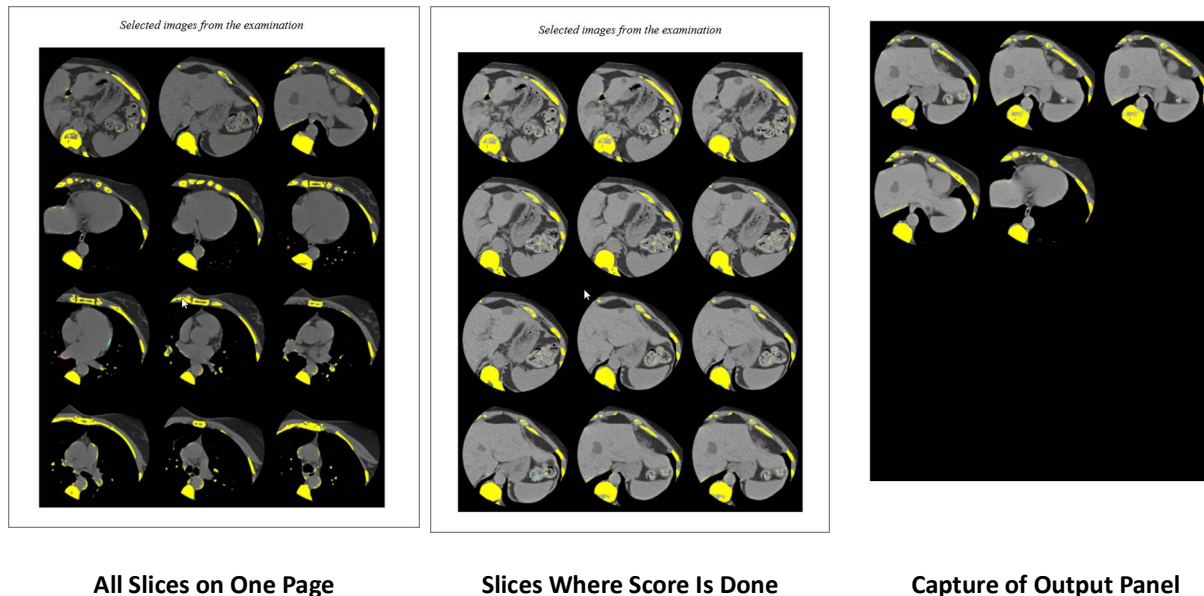 Selected images from the examination
Selected images from the examination
All Slices on One Page
Slices Where Score Is Done
Capture of Output Panel